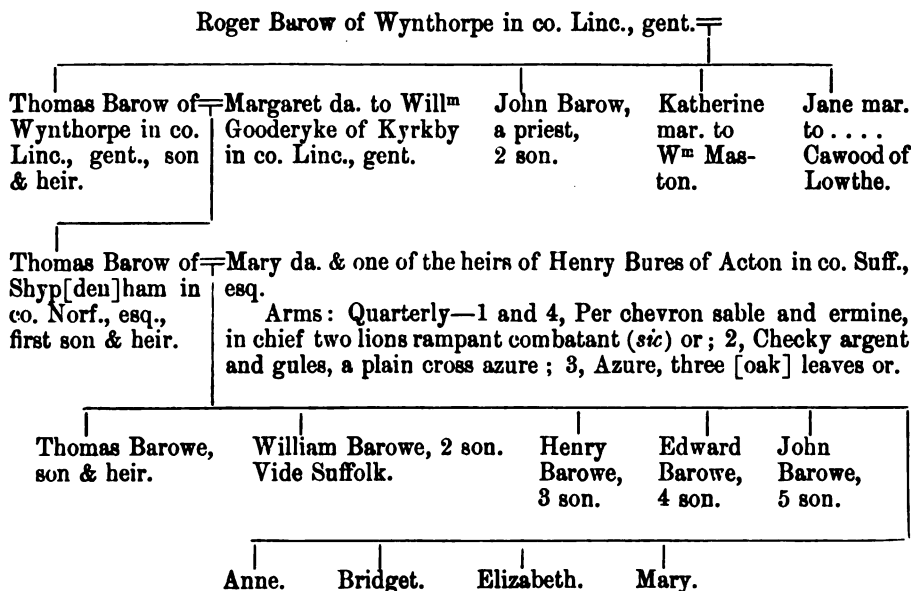 Roger Barow of Wynthorpe in co. Linc., gent.
Thomas Barow of
Wynthorpe in co.
Linc., gent., son
& heir.
Margaret da. to Willm
Gooderyke of Kyrkby
in co. Linc., gent.
John Barow,
a priest,
2 son.
Katherine
mar. to
Wm Mas-
ton.
Jane mar.
to . . . .
Cawood of
Lowthe.
Thomas Barow of
Shyp[den]ham in
co. Norf., esq.,
first son & heir.
Mary da. & one of the heirs of Henry Bures of Acton in co. Suff.,
esq.
Arms: Quarterly—1 and 4, Per chevron sable and ermine,
in chief two lions rampant combatant (sic) or; 2, Checky argent
and gules, a plain cross azure; 3, Azure, three [oak] leaves or.
Thomas Barowe,
son & heir.
William Barowe, 2 son.
Vide Suffolk.
Henry
Barowe,
3 son.
Edward
Barowe,
4 son.
John
Barowe,
5 son.
Anne.
Bridget.
Elizabeth.
Mary.